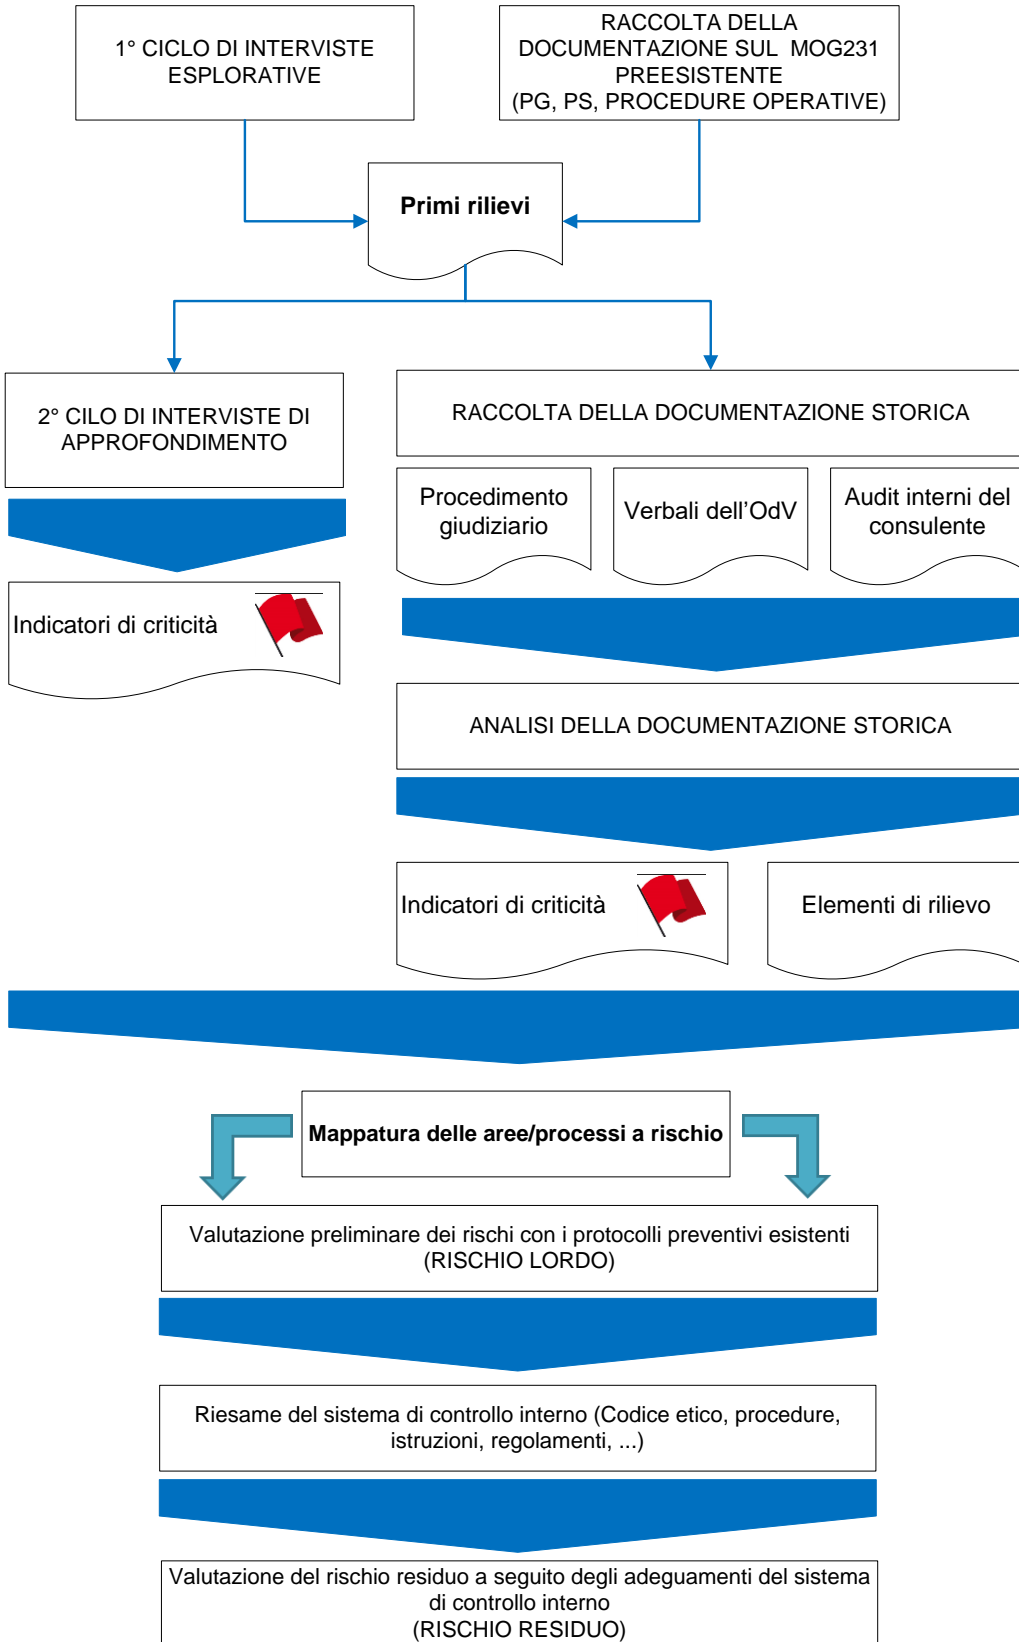 1° CICLO DI INTERVISTE
ESPLORATIVE
RACCOLTA DELLA
DOCUMENTAZIONE SUL MOG231
PREESISTENTE
(PG, PS, PROCEDURE OPERATIVE)
Primi rilievi
2° CILO DI INTERVISTE DI
APPROFONDIMENTO
RACCOLTA DELLA DOCUMENTAZIONE STORICA
Procedimento
giudiziario
Verbali dell'OdV
Audit interni del
consulente
Indicatori di criticità
ANALISI DELLA DOCUMENTAZIONE STORICA
Indicatori di criticità
Elementi di rilievo
Mappatura delle aree/processi a rischio
Valutazione preliminare dei rischi con i protocolli preventivi esistenti
(RISCHIO LORDO)
Riesame del sistema di controllo interno (Codice etico, procedure,
istruzioni, regolamenti, ...)
Valutazione del rischio residuo a seguito degli adeguamenti del sistema
di controllo interno
(RISCHIO RESIDUO)